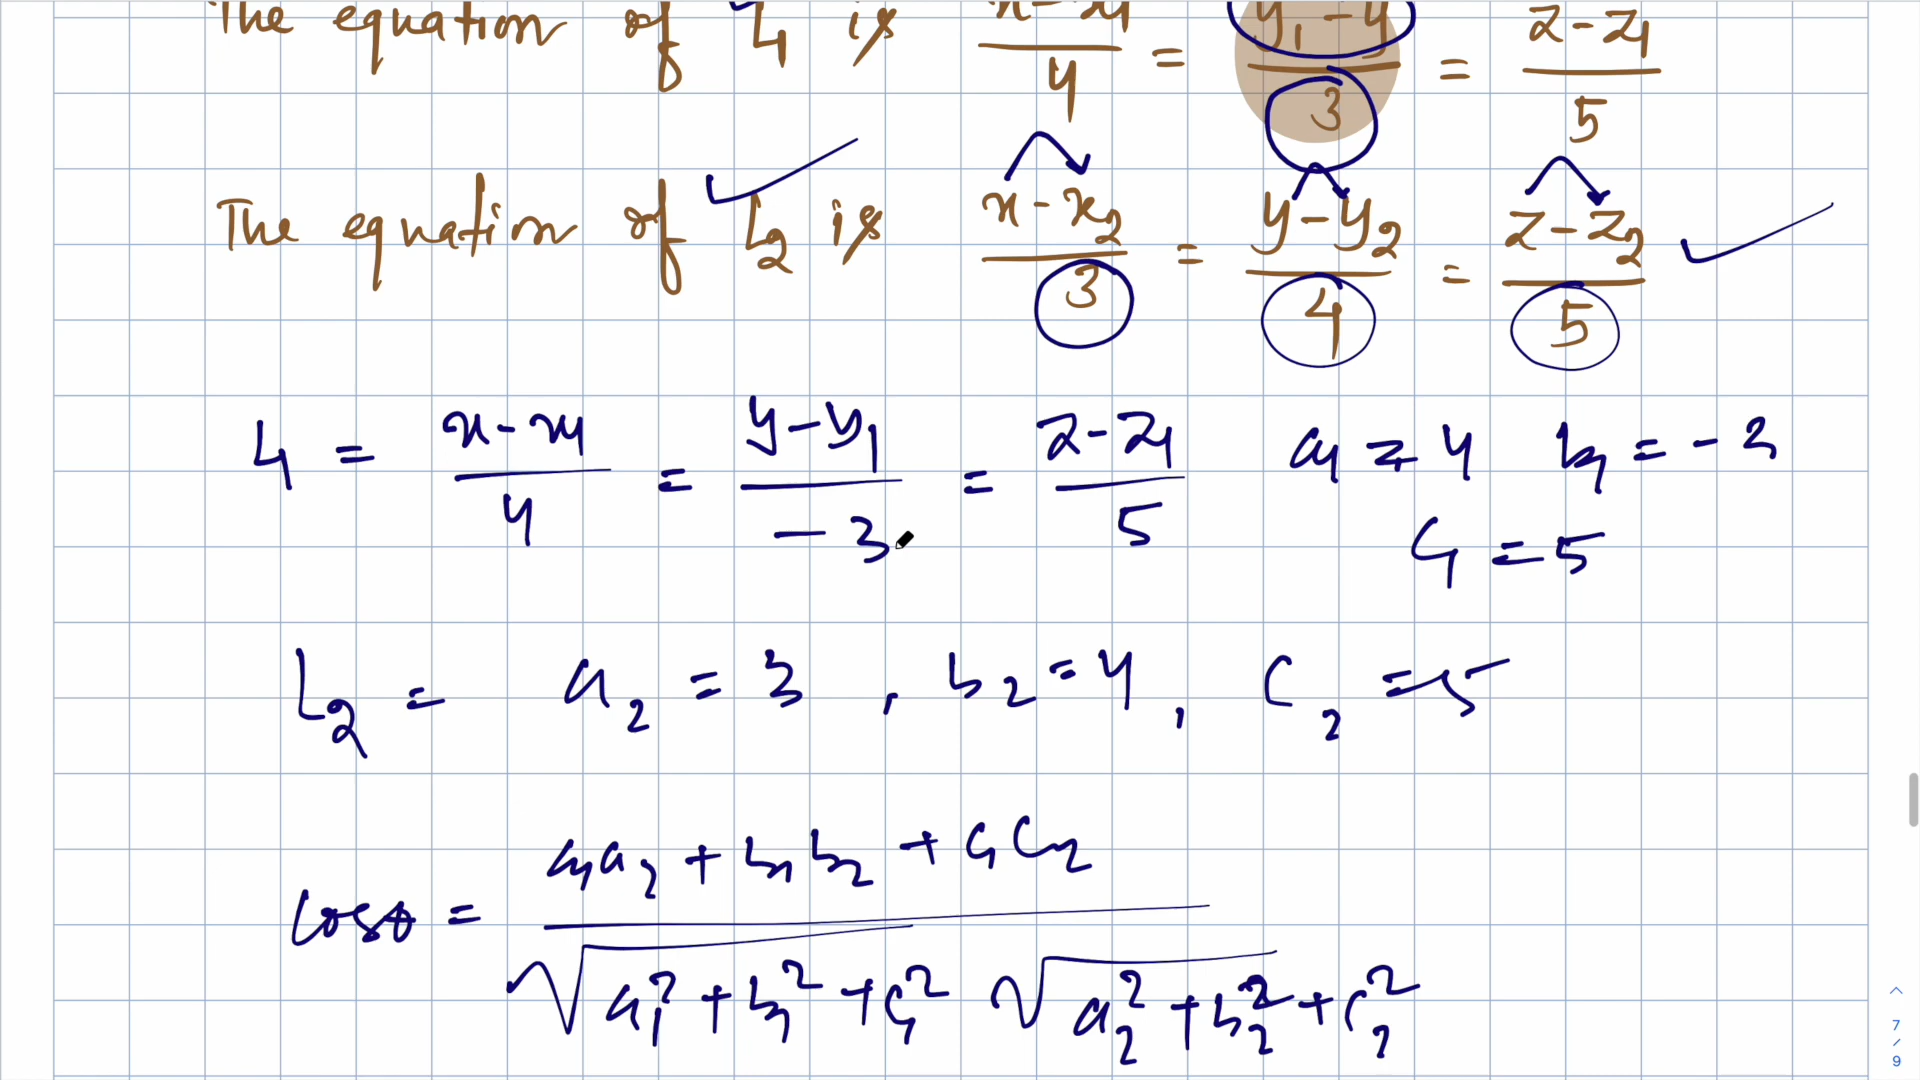 The equation of L1 is x-x1/4 = y1-y/3 = z-z1/5
The equation of L2 is x-x2/3 = y-y2/4 = z-z2/5
L1 = x-x1/4 = y-y1/-3 = z-z1/5 a1 = 4 b1 = -3
c1 = 5
L2 = a2 = 3 , b2 = 4 , c2 = 5
cosθ = a1a2 + b1b2 + c1c2 / √a1² + b1² + c1² √a2² + b2² + c2²
7
/
9